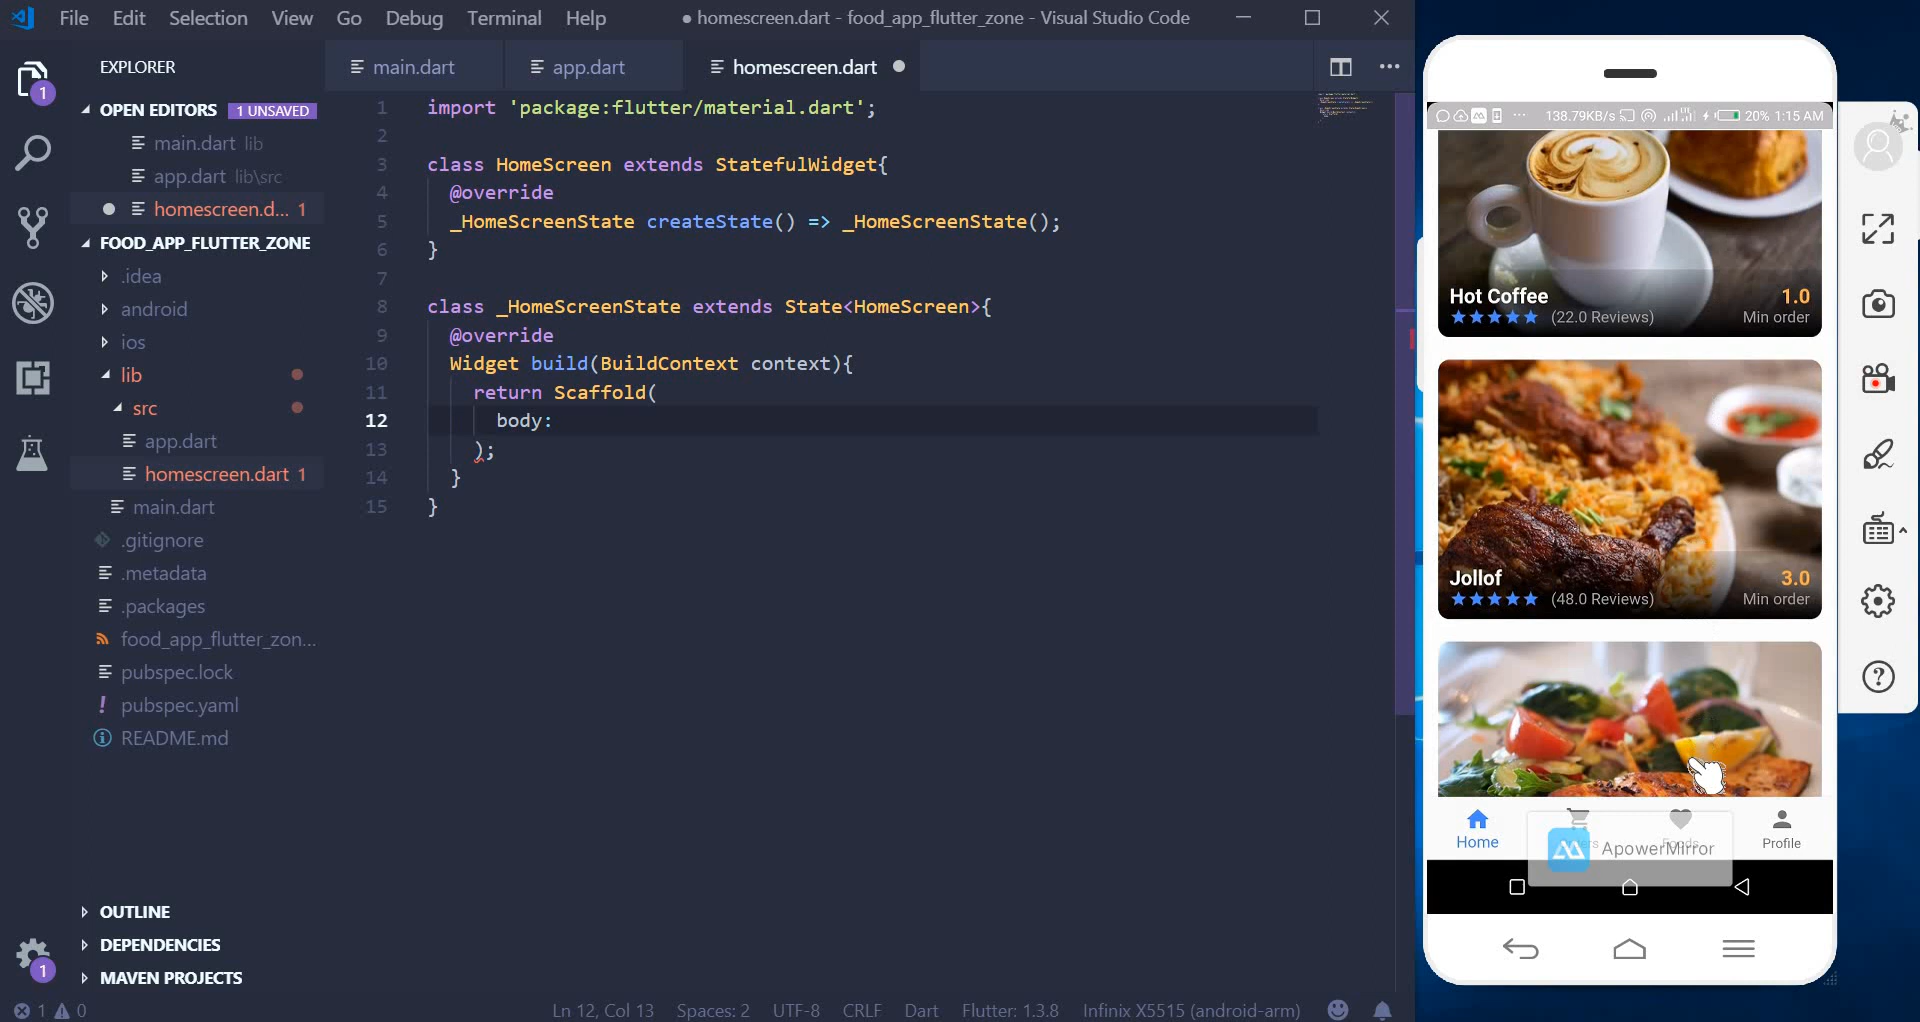 File Edit Selection View Go Debug Terminal Help
● homescreen.dart - food_app_flutter_zone - Visual Studio Code
EXPLORER
OPEN EDITORS 1 UNSAVED
main.dart lib
app.dart lib\src
homescreen.d... 1
FOOD_APP_FLUTTER_ZONE
.idea
android
ios
lib
src
app.dart
homescreen.dart 1
main.dart
.gitignore
.metadata
.packages
food_app_flutter_zon...
pubspec.lock
pubspec.yaml
README.md
OUTLINE
DEPENDENCIES
MAVEN PROJECTS
1
1
main.dart
app.dart
homescreen.dart
1 import 'package:flutter/material.dart';
2
3 class HomeScreen extends StatefulWidget{
4 @override
5 _HomeScreenState createState() => _HomeScreenState();
6 }
7
8 class _HomeScreenState extends State<HomeScreen>{
9 @override
10 Widget build(BuildContext context){
11 return Scaffold(
12 body:
13 );
14 }
15 }
1 0
Ln 12, Col 13 Spaces: 2 UTF-8 CRLF Dart Flutter: 1.3.8 Infinix X5515 (android-arm)
138.79KB/s 20% 1:15 AM
Hot Coffee 1.0
(22.0 Reviews) Min order
Jollof 3.0
(48.0 Reviews) Min order
Home
Profile
ApowerMirror